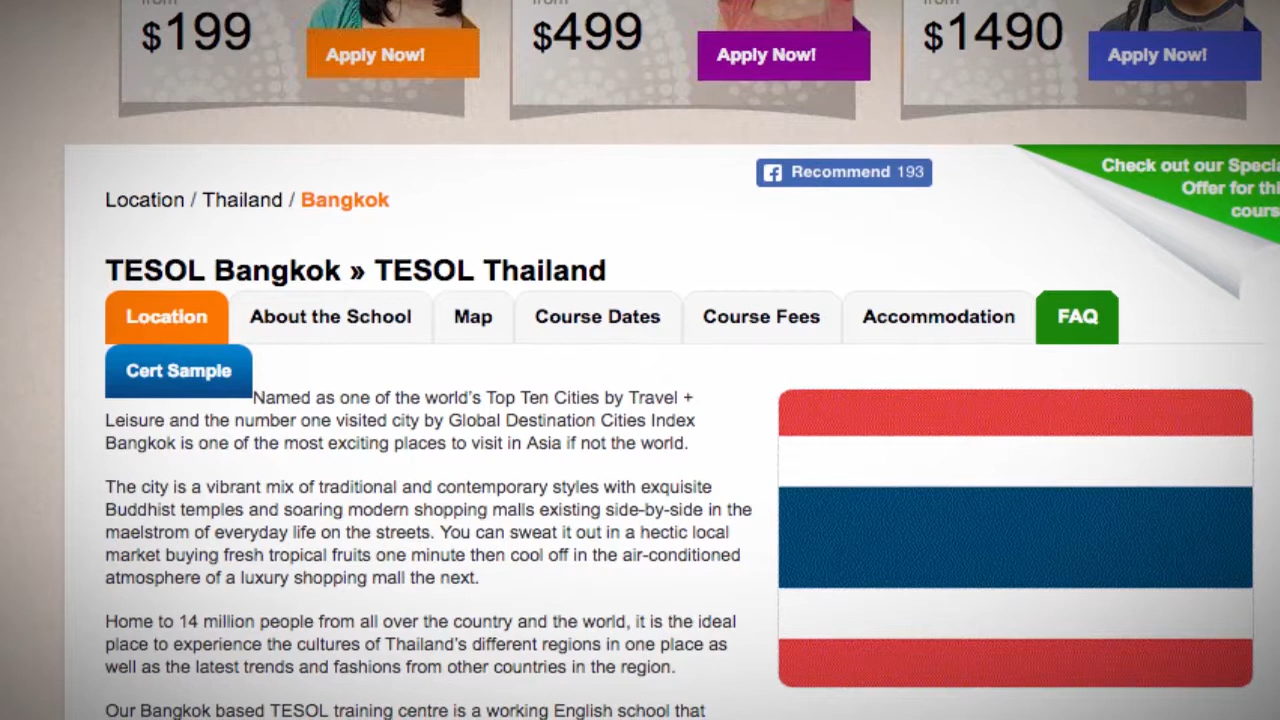 from
from
from
$199
$499
$1490
Apply Now!
Apply Now!
Apply Now!
Recommend 193
Check out our Specia
Offer for thi
cours
Location / Thailand / Bangkok
TESOL Bangkok » TESOL Thailand
Location
About the School
Map
Course Dates
Course Fees
Accommodation
FAQ
Cert Sample
Named as one of the world's Top Ten Cities by Travel +
Leisure and the number one visited city by Global Destination Cities Index
Bangkok is one of the most exciting places to visit in Asia if not the world.
The city is a vibrant mix of traditional and contemporary styles with exquisite
Buddhist temples and soaring modern shopping malls existing side-by-side in the
maelstrom of everyday life on the streets. You can sweat it out in a hectic local
market buying fresh tropical fruits one minute then cool off in the air-conditioned
atmosphere of a luxury shopping mall the next.
Home to 14 million people from all over the country and the world, it is the ideal
place to experience the cultures of Thailand's different regions in one place as
well as the latest trends and fashions from other countries in the region.
Our Bangkok based TESOL training centre is a working English school that